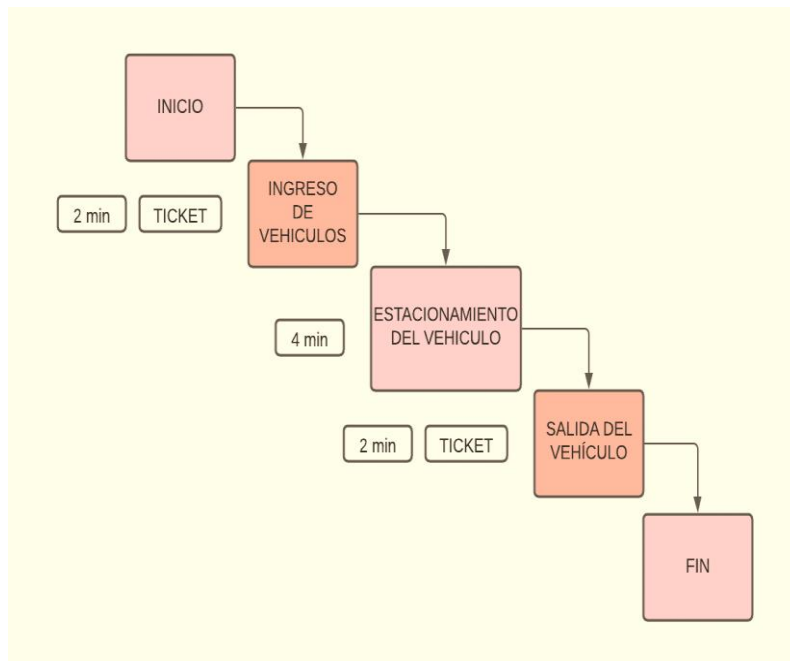 INICIO
2 min
TICKET
INGRESO
DE
VEHICULOS
4 min
ESTACIONAMIENTO
DEL VEHICULO
2 min
TICKET
SALIDA DEL
VEHÍCULO
FIN